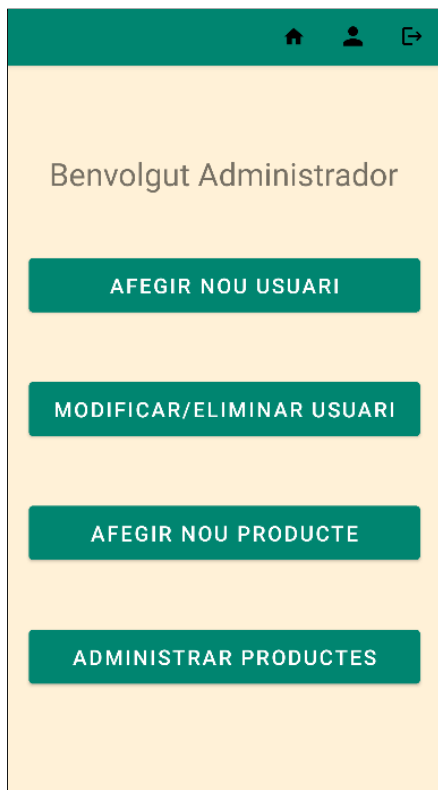 Benvolgut Administrador
AFEGIR NOU USUARI
MODIFICAR/ELIMINAR USUARI
AFEGIR NOU PRODUCTE
ADMINISTRAR PRODUCTES